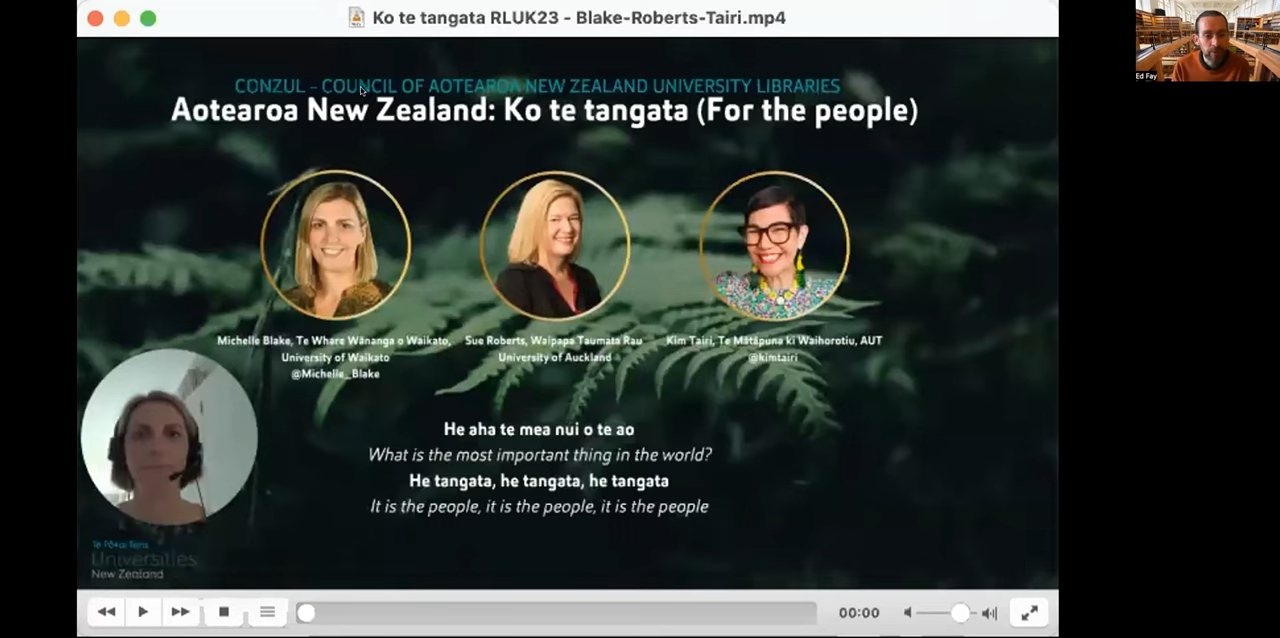 Ko te tangata RLUK23 - Blake-Roberts-Tairi.mp4
Ed Fay
CONZUL – COUNCIL OF AOTEAROA NEW ZEALAND UNIVERSITY LIBRARIES
Aotearoa New Zealand: Ko te tangata (For the people)
Michelle Blake, Te Whare Wānanga o Waikato,
University of Waikato
@Michelle_Blake
Sue Roberts, Waipapa Taumata Rau
University of Auckland
Kim Tairi, Te Mātāpuna ki Waihorotiu, AUT
@kimtairi
He aha te mea nui o te ao
What is the most important thing in the world?
He tangata, he tangata, he tangata
It is the people, it is the people, it is the people
Te Pōkai Tara
Universities
New Zealand
00:00